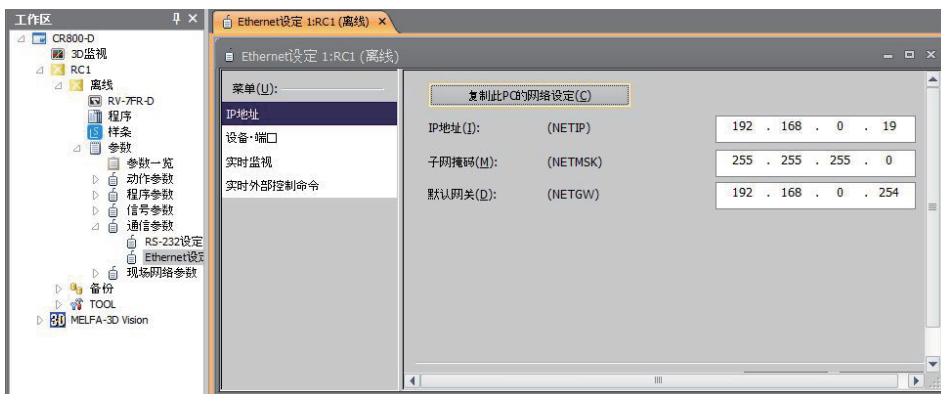 工作区
CR800-D
3D监视
RC1
离线
RV-7FR-D
程序
样条
参数
参数一览
动作参数
程序参数
信号参数
通信参数
RS-232设定
Ethernet设定
现场网络参数
备份
TOOL
MELFA-3D Vision
Ethernet设定 1:RC1 (离线)
Ethernet设定 1:RC1 (离线)
菜单(U):
IP地址
设备·端口
实时监视
实时外部控制命令
复制此PC的网络设定(C)
IP地址(I): (NETIP) 192 . 168 . 0 . 19
子网掩码(M): (NETMSK) 255 . 255 . 255 . 0
默认网关(D): (NETGW) 192 . 168 . 0 . 254